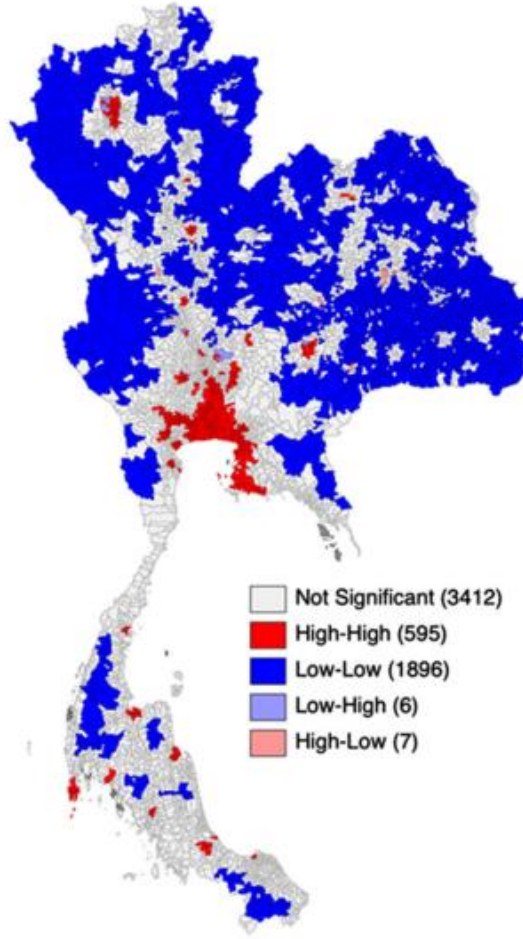 Not Significant (3412)
High-High (595)
Low-Low (1896)
Low-High (6)
High-Low (7)